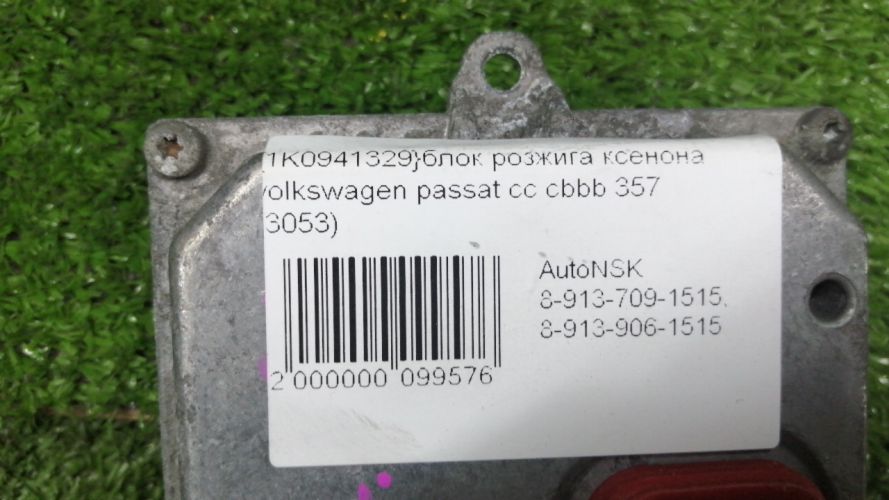 1K0941329}блок розжига ксенона
volkswagen passat cc cbbb 357
3053)
AutoNSK
8-913-709-1515,
8-913-906-1515
2 000000 099576